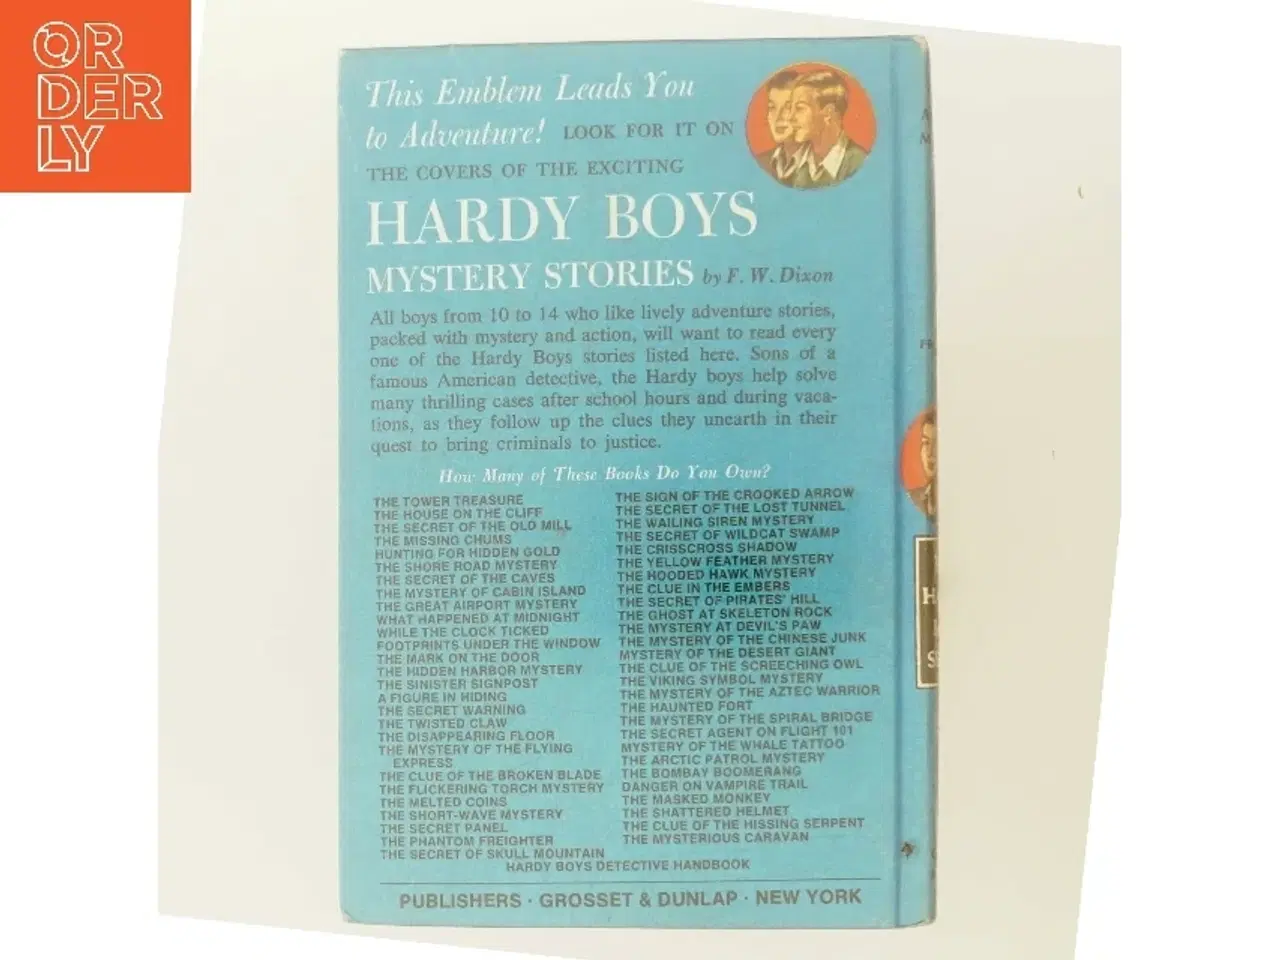 ORDERLY
This Emblem Leads You
to Adventure! LOOK FOR IT ON
THE COVERS OF THE EXCITING
HARDY BOYS
MYSTERY STORIES by F. W. Dixon
All boys from 10 to 14 who like lively adventure stories,
packed with mystery and action, will want to read every
one of the Hardy Boys stories listed here. Sons of a
famous American detective, the Hardy boys help solve
many thrilling cases after school hours and during vaca-
tions, as they follow up the clues they unearth in their
quest to bring criminals to justice.
How Many of These Books Do You Own?
THE TOWER TREASURE
THE HOUSE ON THE CLIFF
THE SECRET OF THE OLD MILL
THE MISSING CHUMS
HUNTING FOR HIDDEN GOLD
THE SHORE ROAD MYSTERY
THE SECRET OF THE CAVES
THE MYSTERY OF CABIN ISLAND
THE GREAT AIRPORT MYSTERY
WHAT HAPPENED AT MIDNIGHT
WHILE THE CLOCK TICKED
FOOTPRINTS UNDER THE WINDOW
THE MARK ON THE DOOR
THE HIDDEN HARBOR MYSTERY
THE SINISTER SIGNPOST
A FIGURE IN HIDING
THE SECRET WARNING
THE TWISTED CLAW
THE DISAPPEARING FLOOR
THE MYSTERY OF THE FLYING
EXPRESS
THE CLUE OF THE BROKEN BLADE
THE FLICKERING TORCH MYSTERY
THE MELTED COINS
THE SHORT-WAVE MYSTERY
THE SECRET PANEL
THE PHANTOM FREIGHTER
THE SECRET OF SKULL MOUNTAIN
THE SIGN OF THE CROOKED ARROW
THE SECRET OF THE LOST TUNNEL
THE WAILING SIREN MYSTERY
THE SECRET OF WILDCAT SWAMP
THE CRISSCROSS SHADOW
THE YELLOW FEATHER MYSTERY
THE HOODED HAWK MYSTERY
THE CLUE IN THE EMBERS
THE SECRET OF PIRATES' HILL
THE GHOST AT SKELETON ROCK
THE MYSTERY AT DEVIL'S PAW
THE MYSTERY OF THE CHINESE JUNK
MYSTERY OF THE DESERT GIANT
THE CLUE OF THE SCREECHING OWL
THE VIKING SYMBOL MYSTERY
THE MYSTERY OF THE AZTEC WARRIOR
THE HAUNTED FORT
THE MYSTERY OF THE SPIRAL BRIDGE
THE SECRET AGENT ON FLIGHT 101
MYSTERY OF THE WHALE TATTOO
THE ARCTIC PATROL MYSTERY
THE BOMBAY BOOMERANG
DANGER ON VAMPIRE TRAIL
THE MASKED MONKEY
THE SHATTERED HELMET
THE CLUE OF THE HISSING SERPENT
THE MYSTERIOUS CARAVAN
HARDY BOYS DETECTIVE HANDBOOK
PUBLISHERS · GROSSET & DUNLAP · NEW YORK